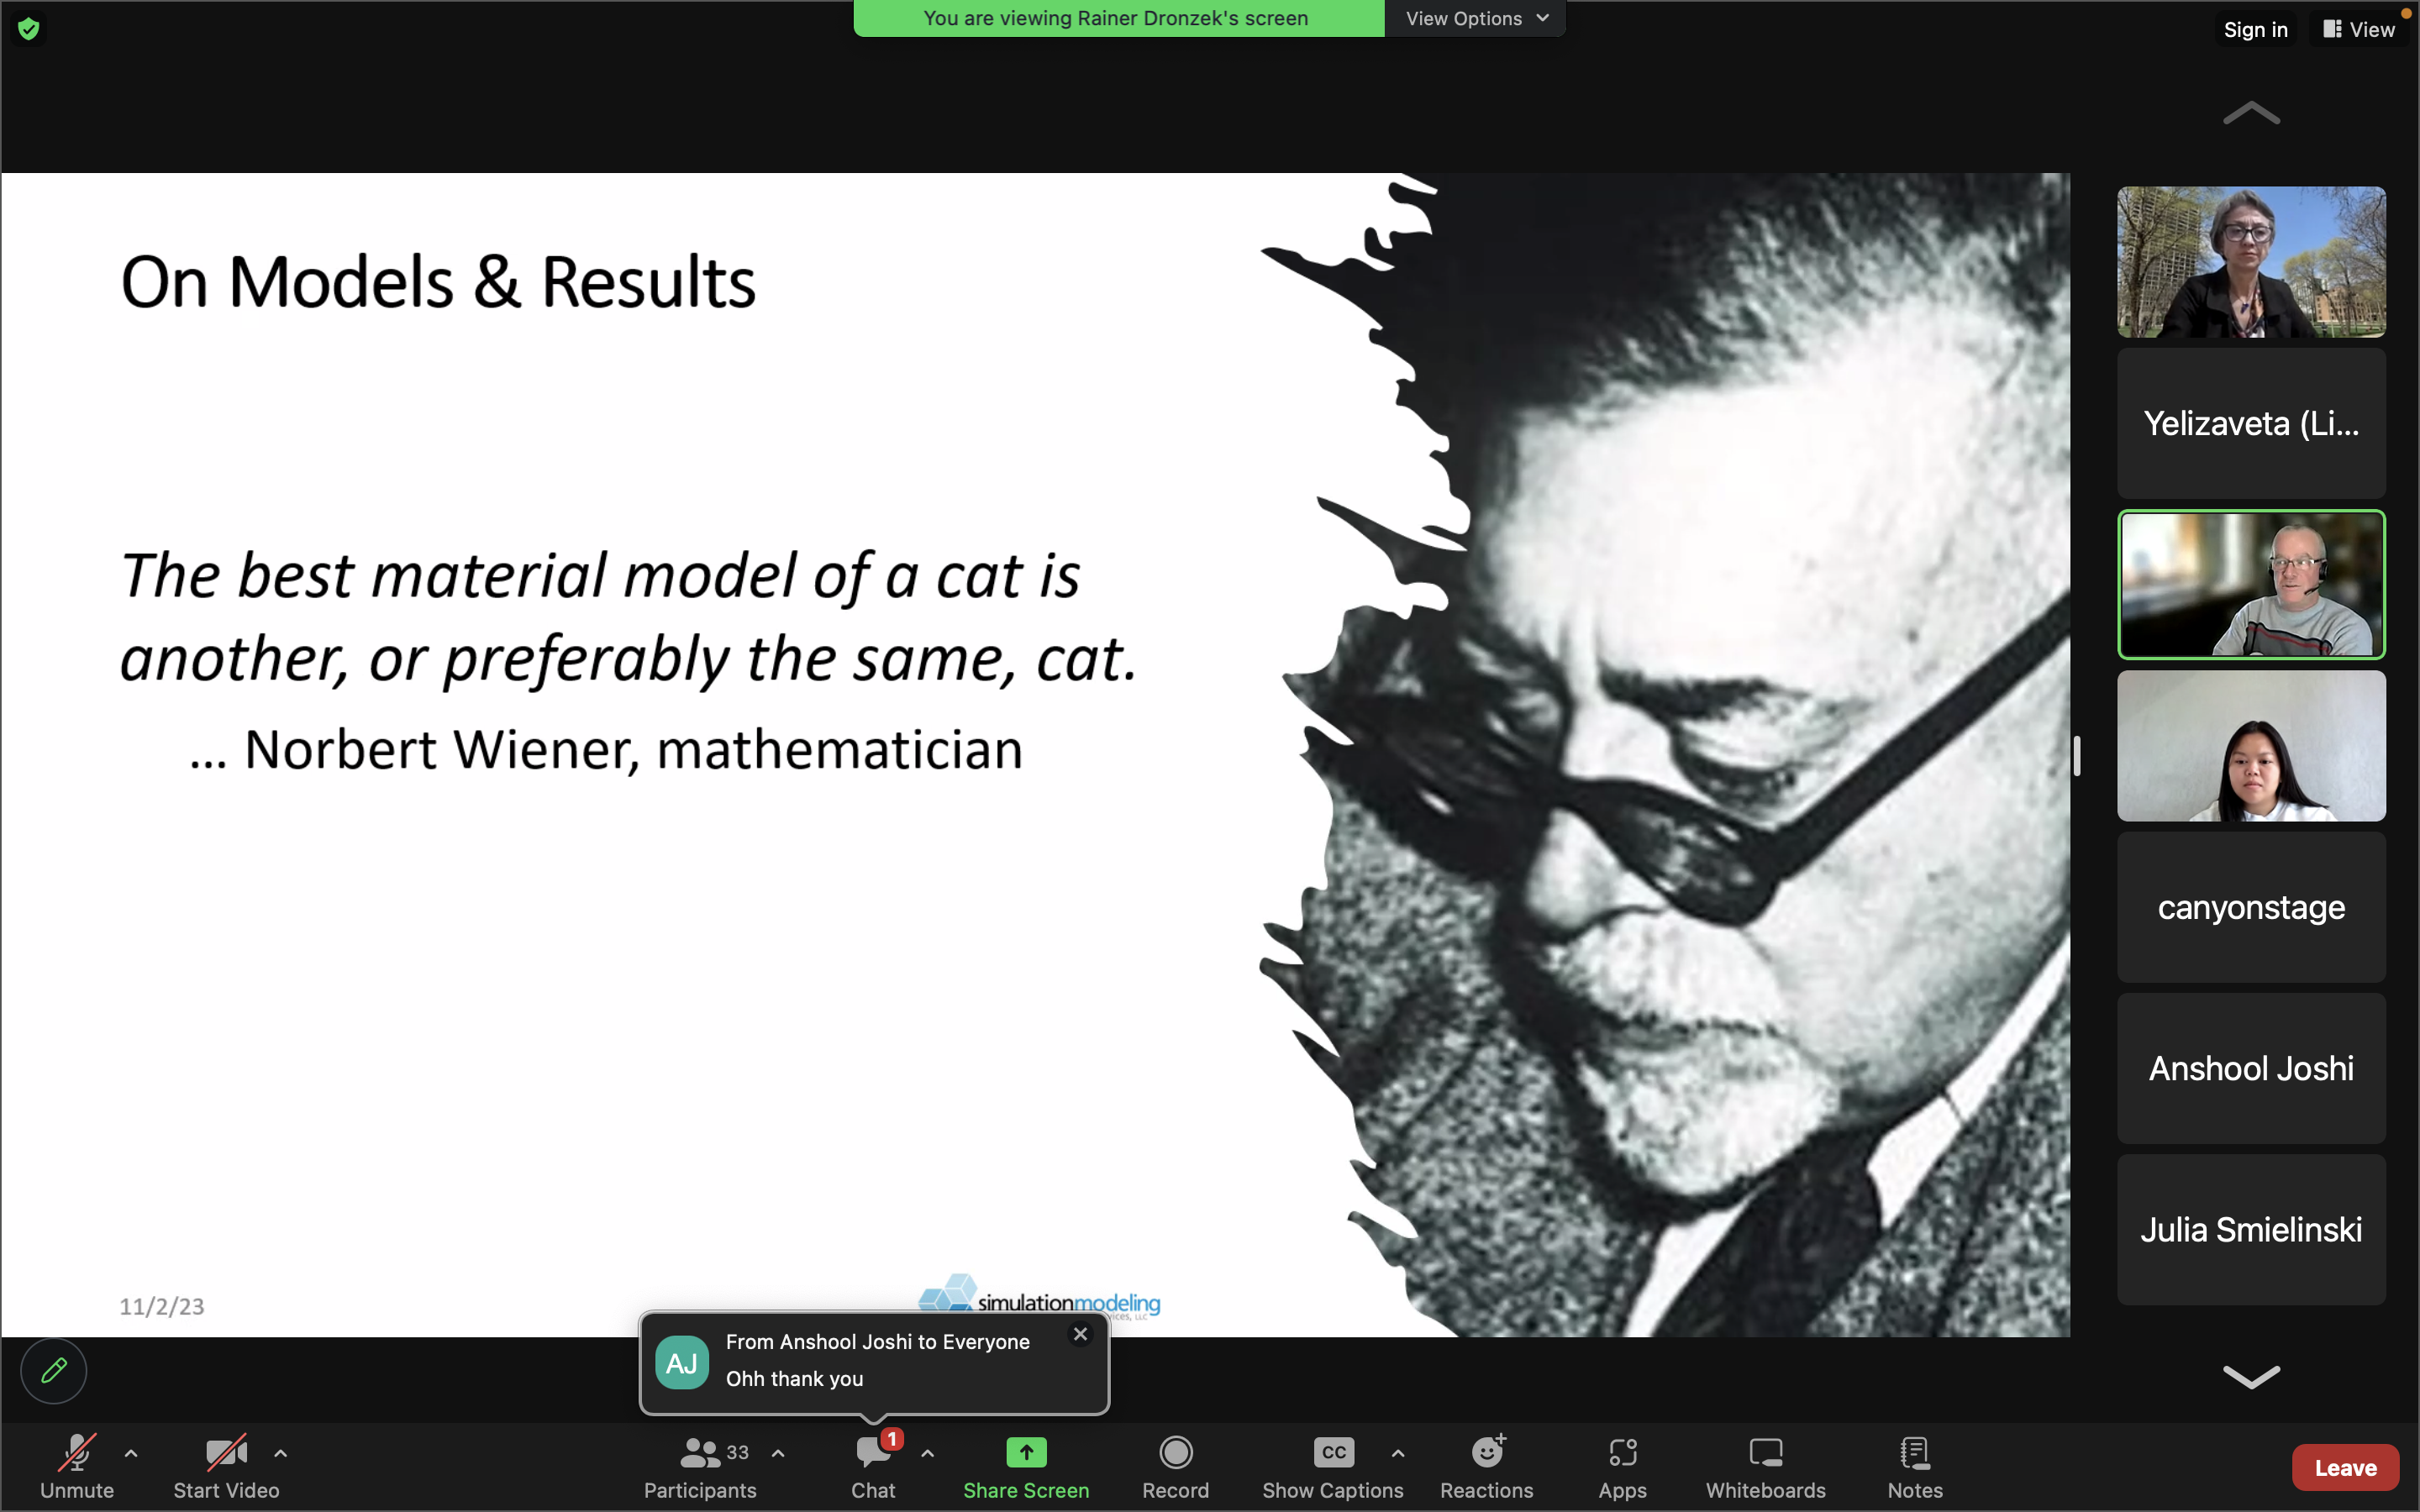 You are viewing Rainer Dronzek's screen
View Options
Sign in
View
On Models & Results
The best material model of a cat is
another, or preferably the same, cat.
... Norbert Wiener, mathematician
11/2/23
simulationmodeling
Yelizaveta (Li...
canyonstage
Anshool Joshi
Julia Smielinski
AJ
From Anshool Joshi to Everyone
Ohh thank you
Unmute
Start Video
33
Participants
1
Chat
Share Screen
Record
CC
Show Captions
Reactions
Apps
Whiteboards
Notes
Leave